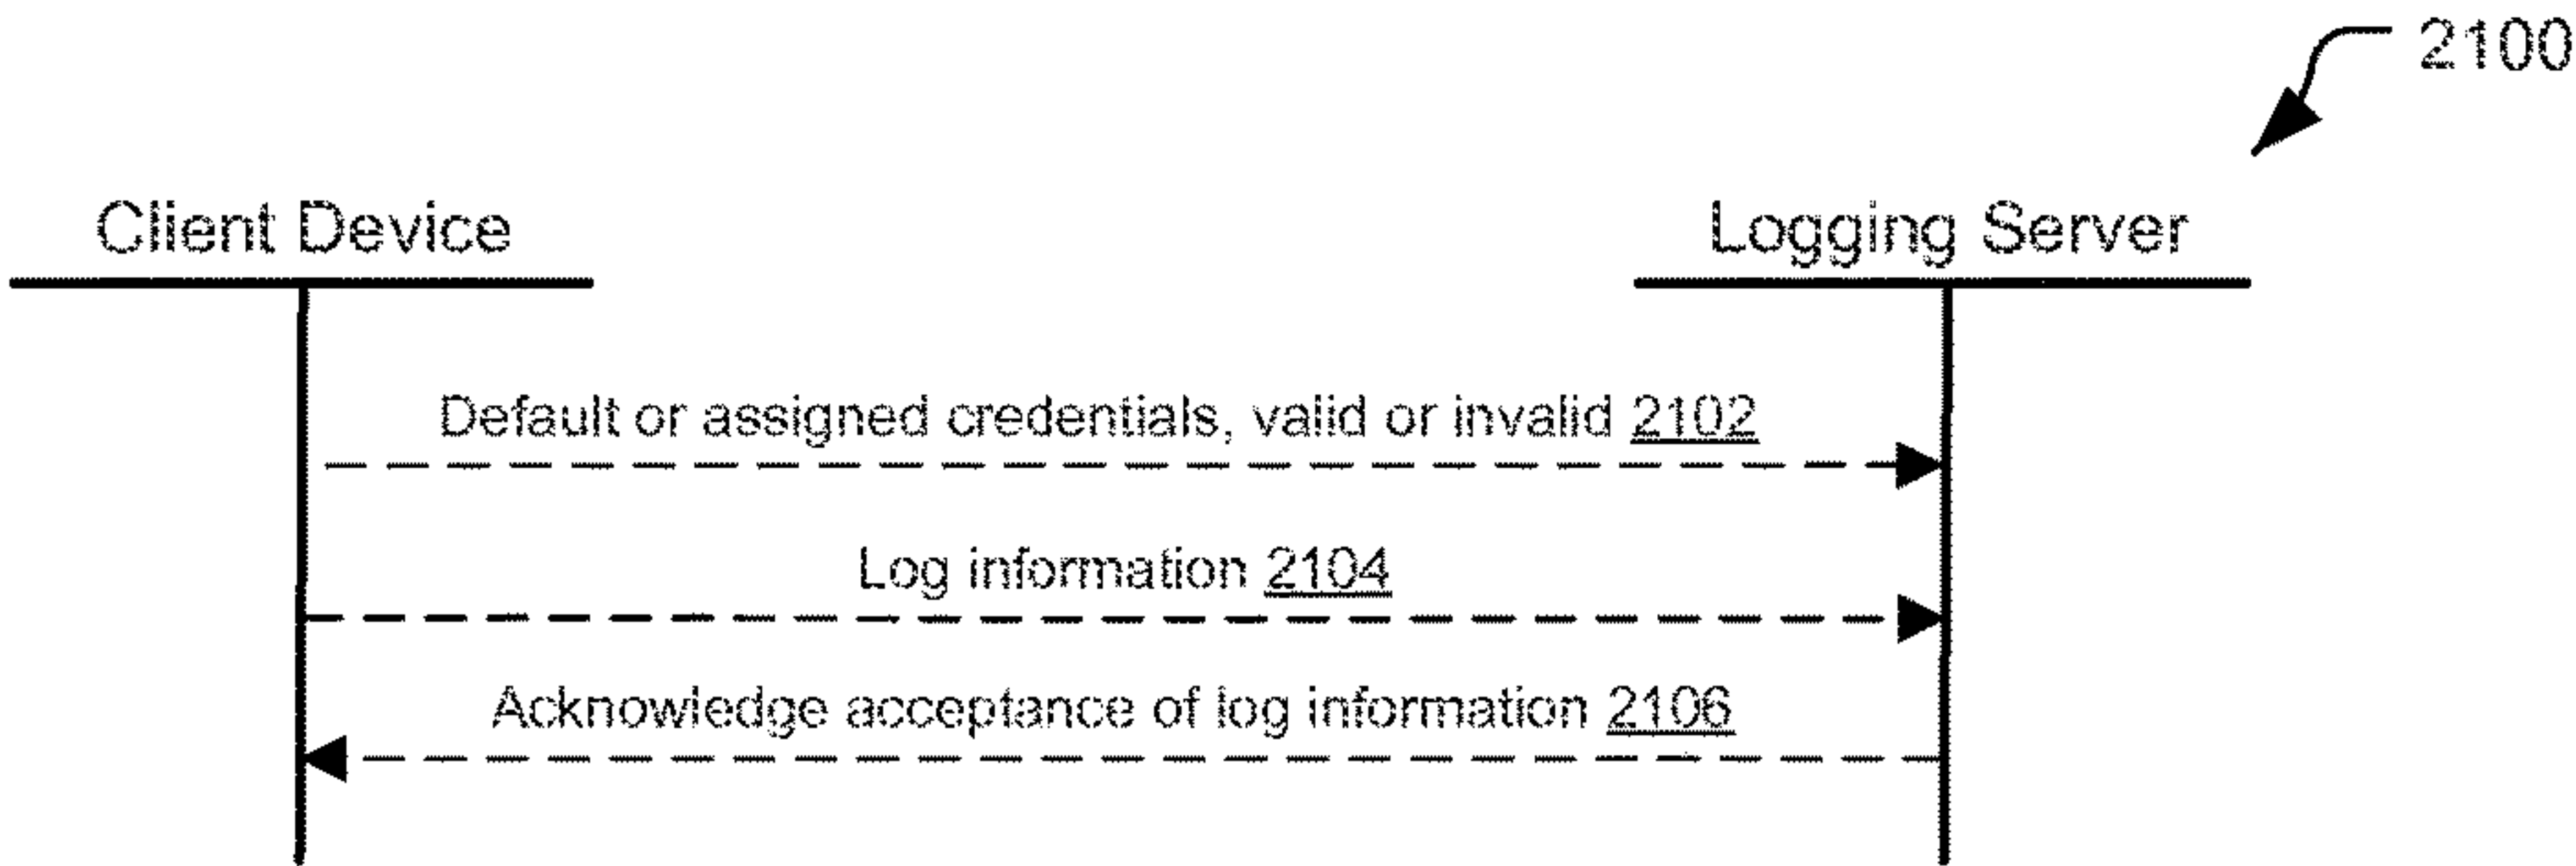 2100
Client Device
Logging Server
Default or assigned credentials, valid or invalid 2102
Log information 2104
Acknowledge acceptance of log information 2106